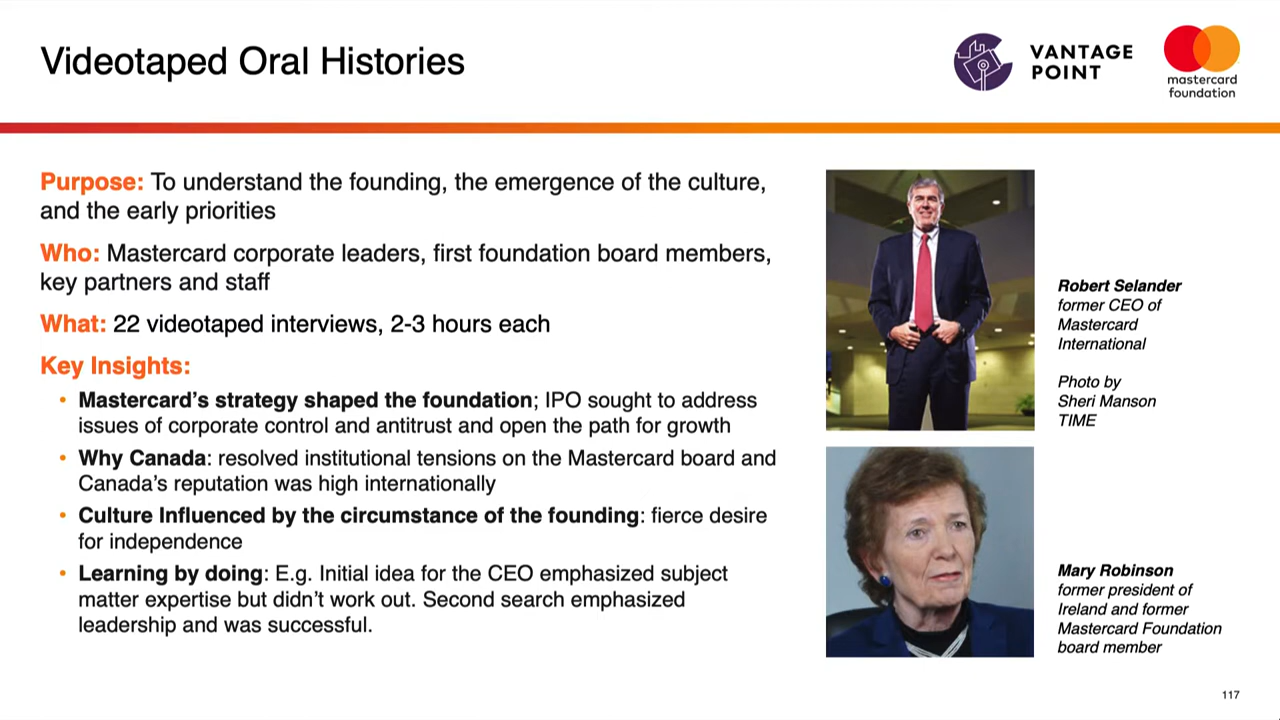 Videotaped Oral Histories
VANTAGE
POINT
mastercard
foundation
Purpose: To understand the founding, the emergence of the culture,
and the early priorities
Who: Mastercard corporate leaders, first foundation board members,
key partners and staff
What: 22 videotaped interviews, 2-3 hours each
Key Insights:
• Mastercard’s strategy shaped the foundation; IPO sought to address
issues of corporate control and antitrust and open the path for growth
• Why Canada: resolved institutional tensions on the Mastercard board and
Canada’s reputation was high internationally
• Culture Influenced by the circumstance of the founding: fierce desire
for independence
• Learning by doing: E.g. Initial idea for the CEO emphasized subject
matter expertise but didn’t work out. Second search emphasized
leadership and was successful.
Robert Selander
former CEO of
Mastercard
International
Photo by
Sheri Manson
TIME
Mary Robinson
former president of
Ireland and former
Mastercard Foundation
board member
117